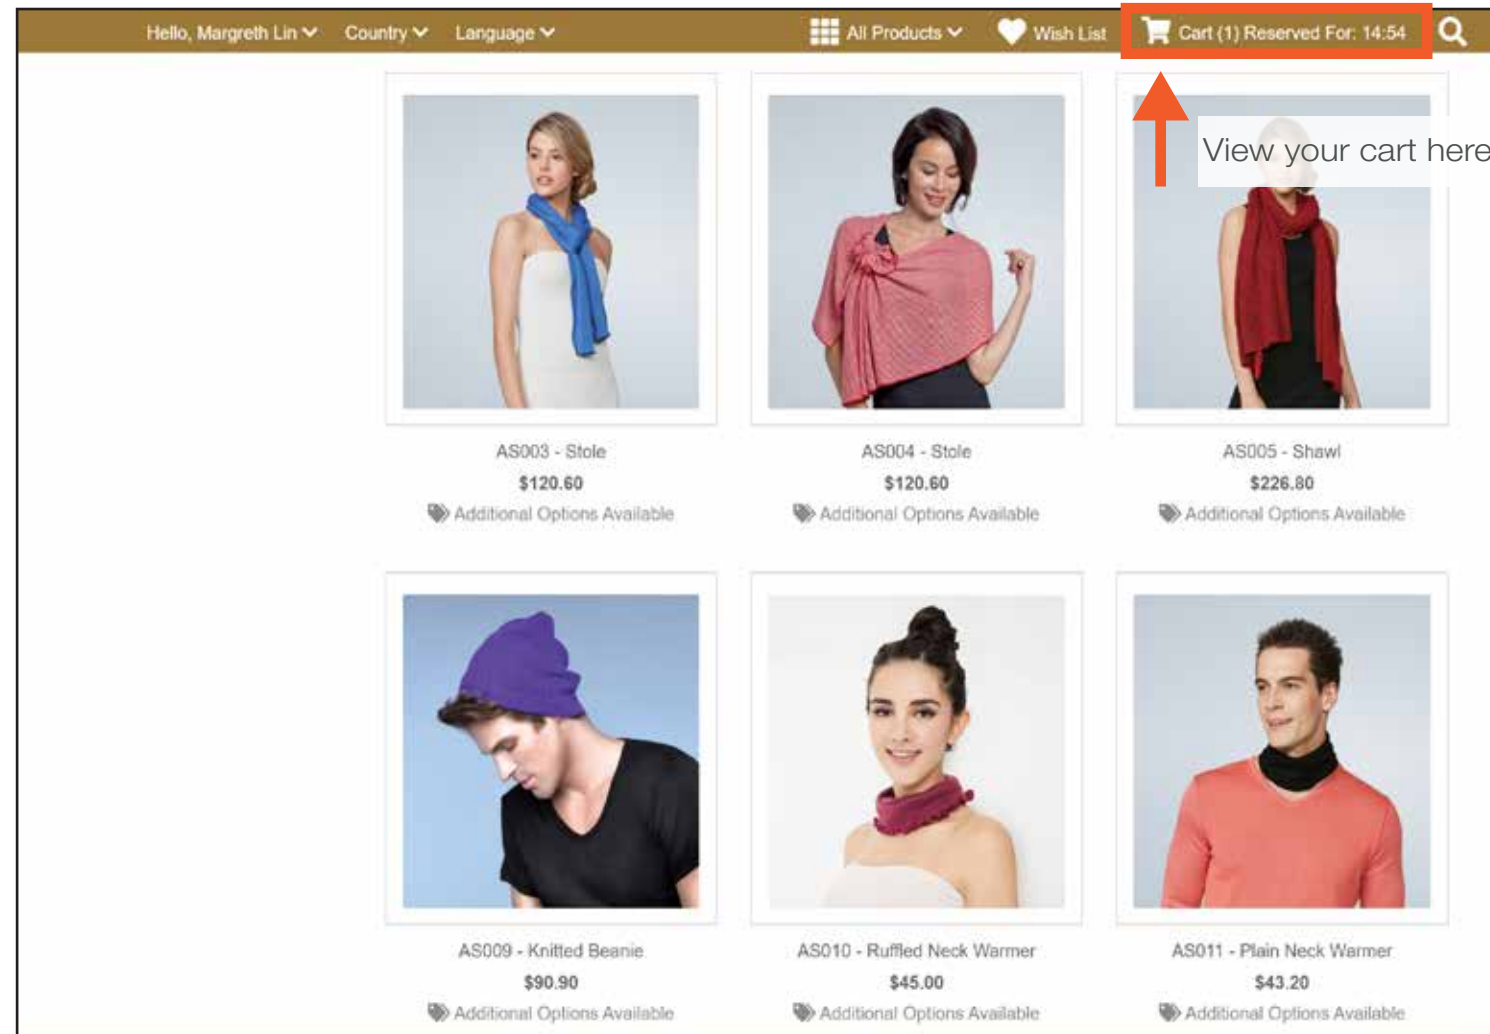 Hello, Margreth Lin Country Language All Products Wish List Cart (1) Reserved For: 14:54
View your cart here
AS003 - Stole AS004 - Stole AS005 - Shawl
$120.60 $120.60 $226.80
Additional Options Available Additional Options Available Additional Options Available
AS009 - Knitted Beanie AS010 - Ruffled Neck Warmer AS011 - Plain Neck Warmer
$90.90 $45.00 $43.20
Additional Options Available Additional Options Available Additional Options Available